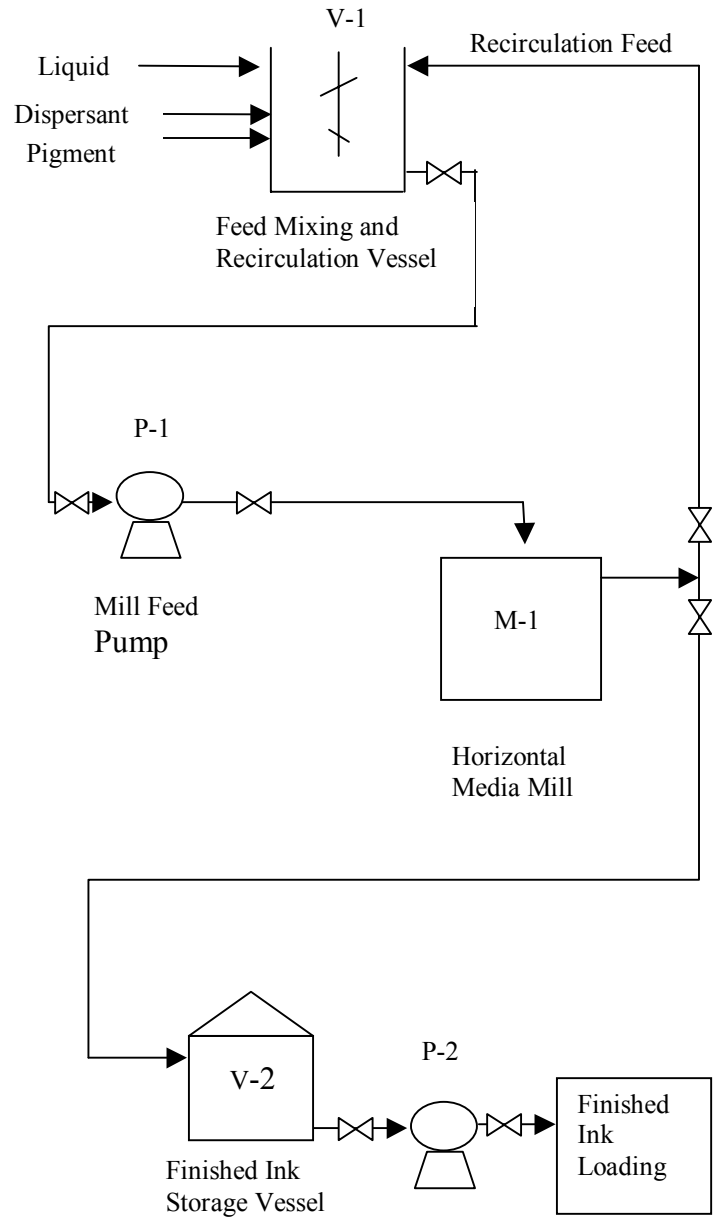 V-1
Recirculation Feed
Liquid
Dispersant
Pigment
Feed Mixing and
Recirculation Vessel
P-1
Mill Feed
Pump
M-1
Horizontal
Media Mill
V-2
P-2
Finished
Ink
Loading
Finished Ink
Storage Vessel